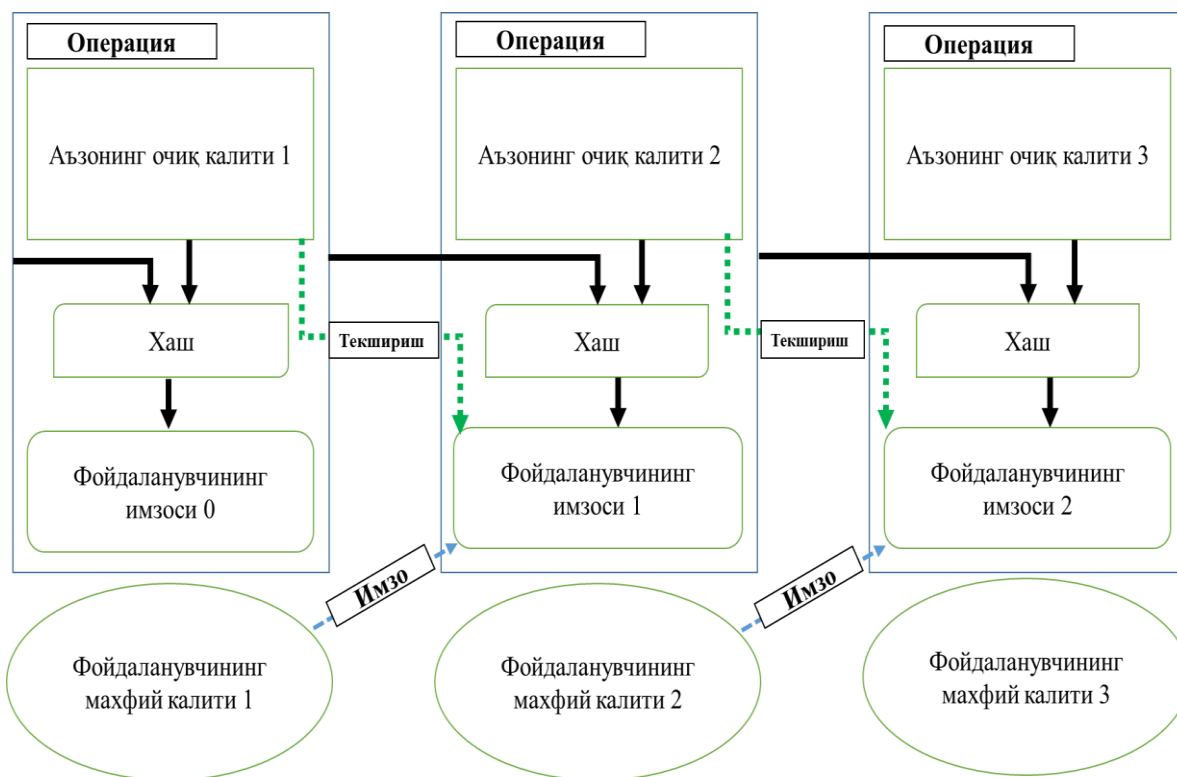 Операция
Операция
Операция
Аъзонинг очиқ калити 1
Аъзонинг очиқ калити 2
Аъзонинг очиқ калити 3
Хаш
Текшириш
Хаш
Текшириш
Хаш
Фойдаланувчининг
имзоси 0
Фойдаланувчининг
имзоси 1
Фойдаланувчининг
имзоси 2
Имзо
Имзо
Фойдаланувчининг
махфий калити 1
Фойдаланувчининг
махфий калити 2
Фойдаланувчининг
махфий калити 3